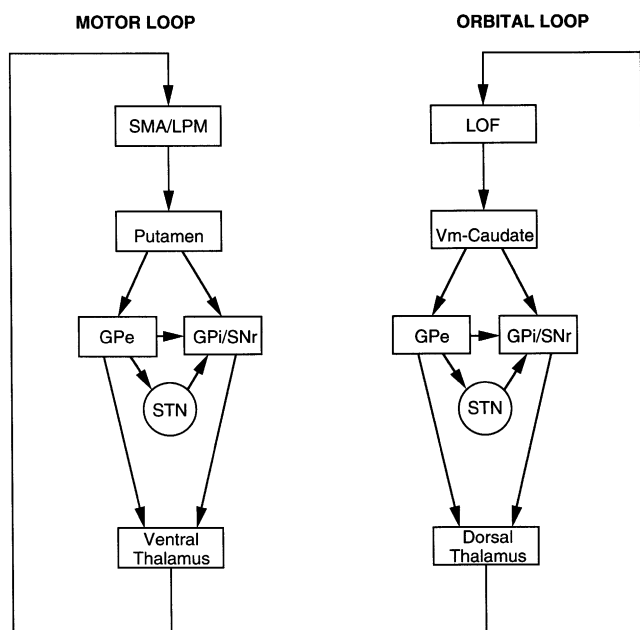 MOTOR LOOP
SMA/LPM
Putamen
GPe
GPi/SNr
STN
Ventral
Thalamus
ORBITAL LOOP
LOF
Vm-Caudate
GPe
GPi/SNr
STN
Dorsal
Thalamus